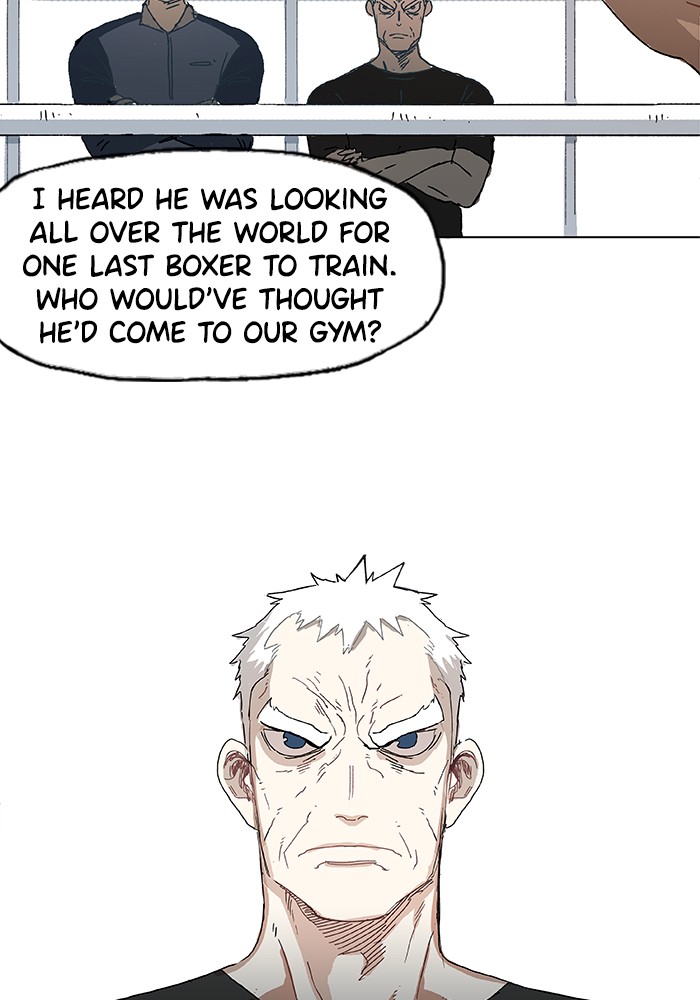 I HEARD HE WAS LOOKING
ALL OVER THE WORLD FOR
ONE LAST BOXER TO TRAIN.
WHO WOULD'VE THOUGHT
HE'D COME TO OUR GYM?